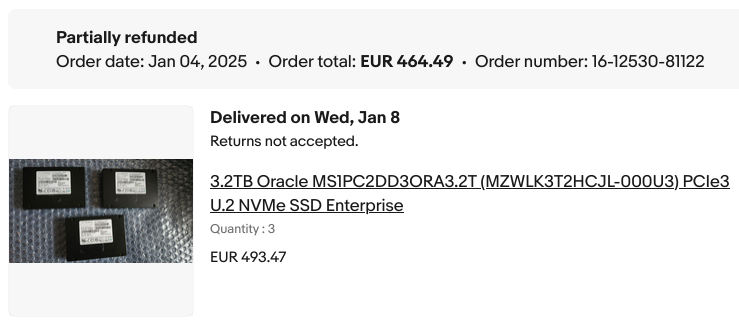 Partially refunded
Order date: Jan 04, 2025 • Order total: EUR 464.49 • Order number: 16-12530-81122
Delivered on Wed, Jan 8
Returns not accepted.
3.2TB Oracle MS1PC2DD3ORA3.2T (MZWLK3T2HCJL-000U3) PCIe3
U.2 NVMe SSD Enterprise
Quantity : 3
EUR 493.47